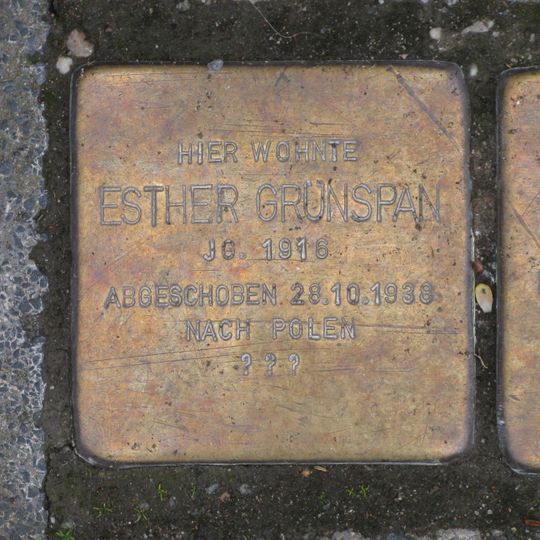 HIER WOHNTE
ESTHER GRÜNSPAN
JG. 1916
ABGESCHOBEN 28.10.1938
NACH POLEN
???